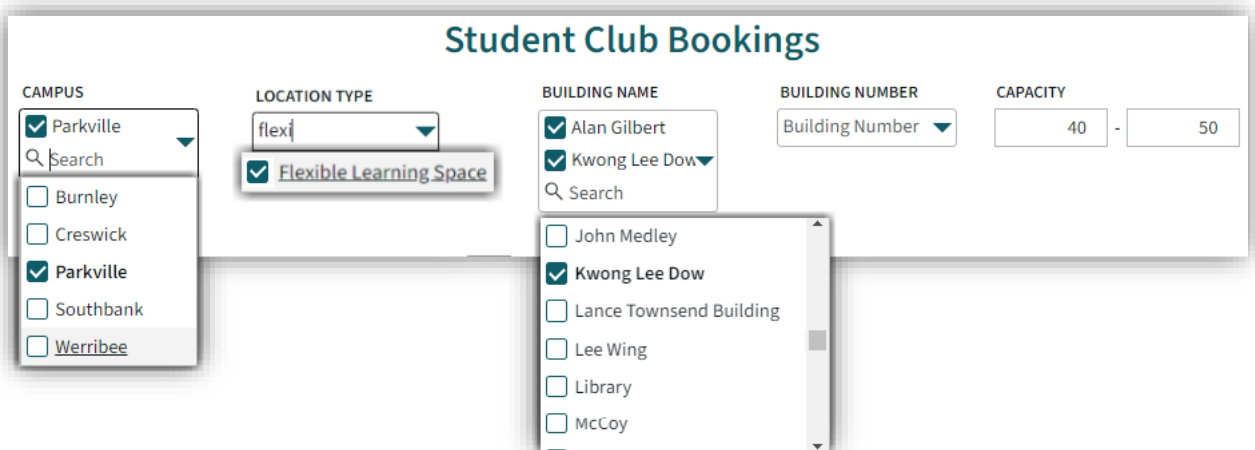 Student Club Bookings
CAMPUS
Parkville
Search
Burnley
Creswick
Parkville
Southbank
Werribee
LOCATION TYPE
flexi
Flexible Learning Space
BUILDING NAME
Alan Gilbert
Kwong Lee Dow
Search
John Medley
Kwong Lee Dow
Lance Townsend Building
Lee Wing
Library
McCoy
BUILDING NUMBER
Building Number
CAPACITY
40 - 50